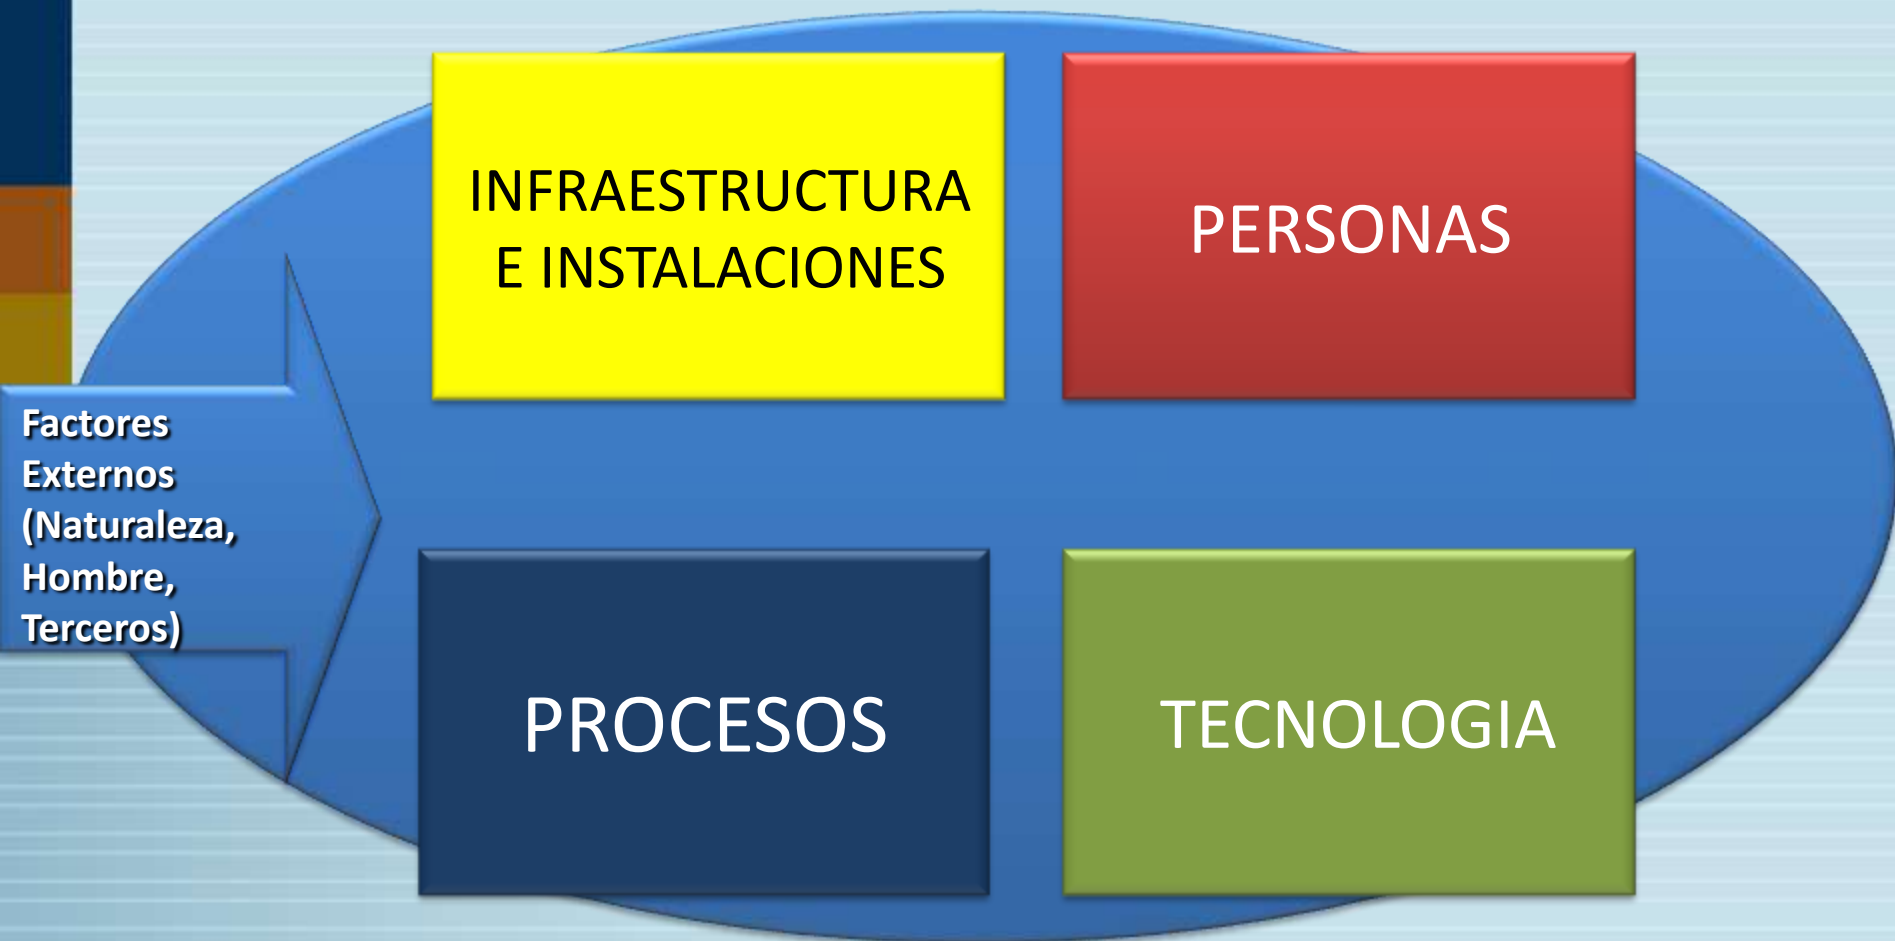 INFRAESTRUCTURA
E INSTALACIONES
PERSONAS
Factores
Externos
(Naturaleza,
Hombre,
Terceros)
PROCESOS
TECNOLOGIA